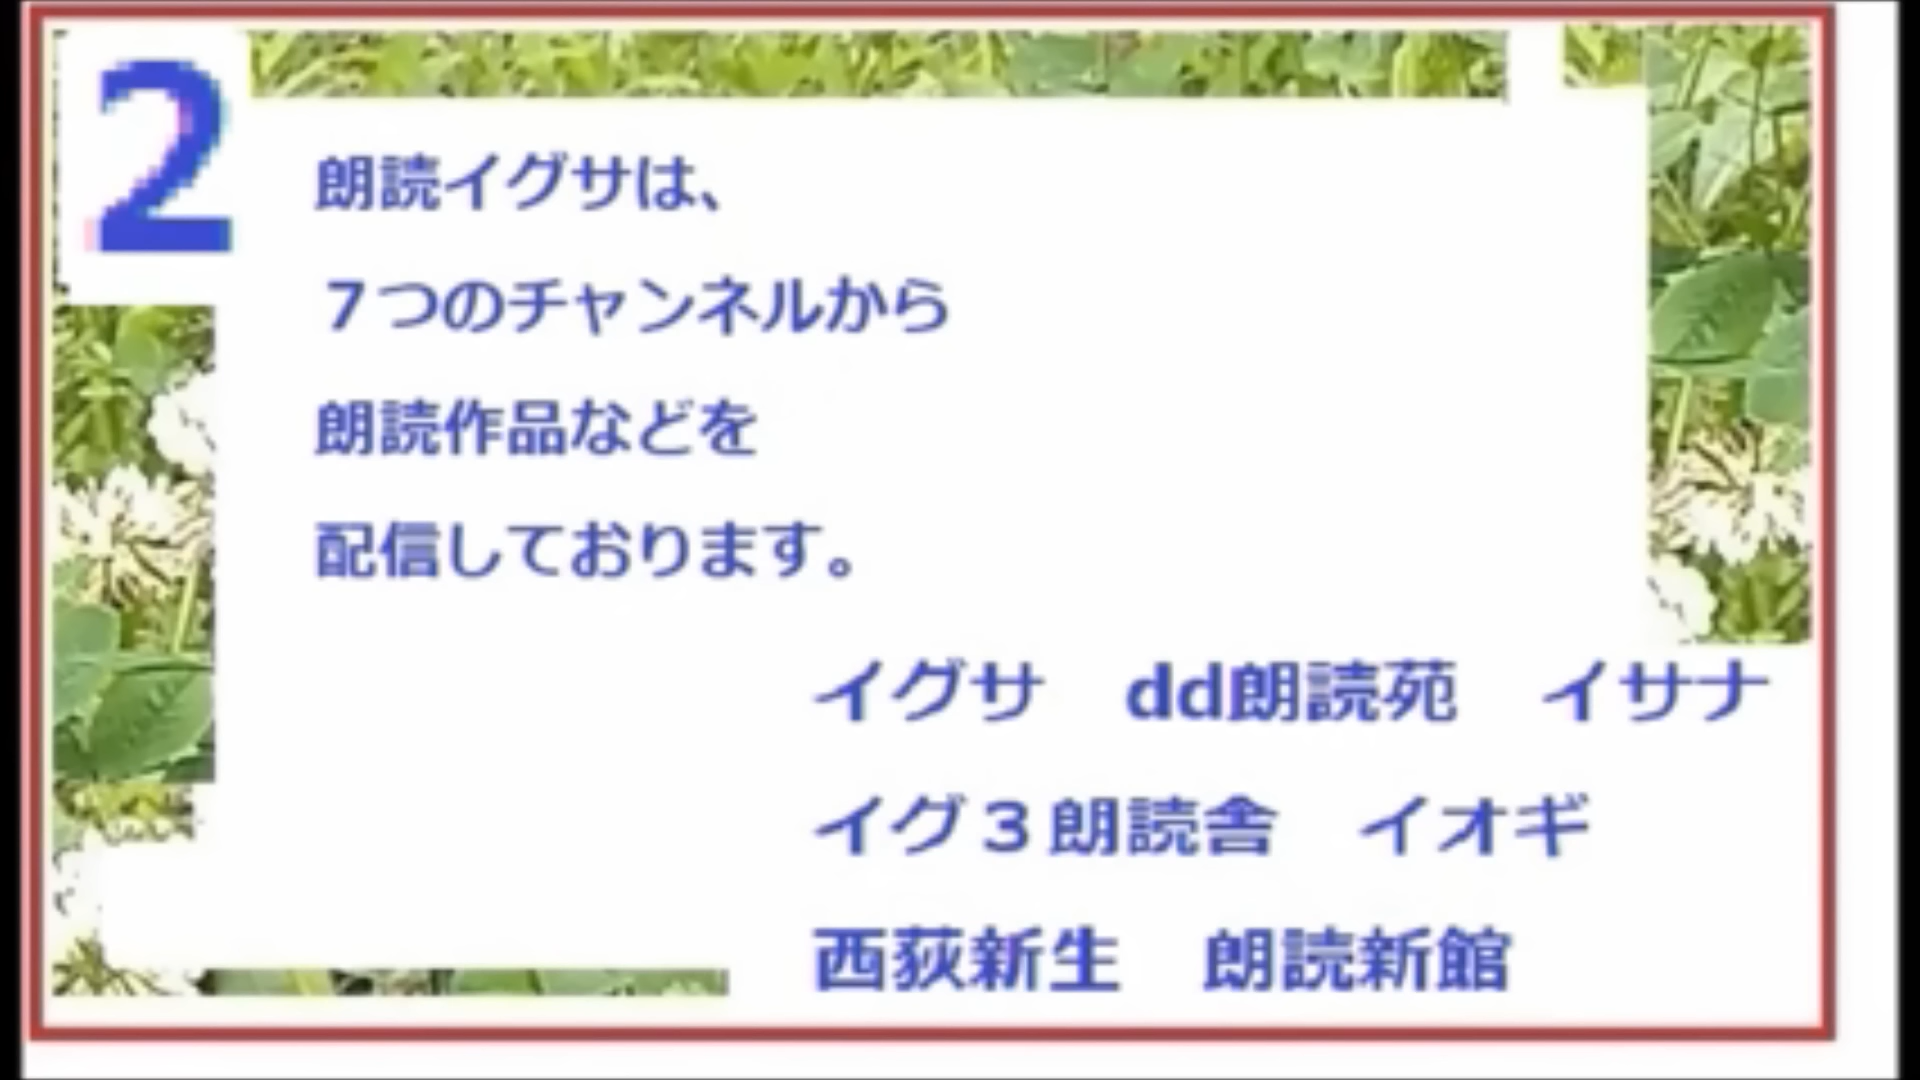 2
朗読イグサは、
７つのチャンネルから
朗読作品などを
配信しております。
イグサ　dd朗読苑　イサナ
イグ３朗読舎　イオギ
西荻新生　朗読新館